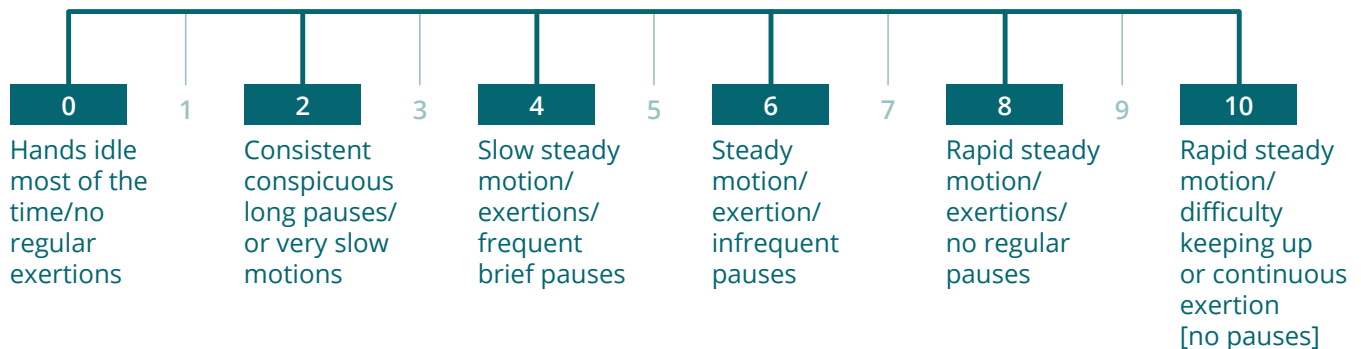 0
1
2
3
4
5
6
7
8
9
10
Hands idle
most of the
time/no
regular
exertions
Consistent
conspicuous
long pauses/
or very slow
motions
Slow steady
motion/
exertions/
frequent
brief pauses
Steady
motion/
exertion/
infrequent
pauses
Rapid steady
motion/
exertions/
no regular
pauses
Rapid steady
motion/
difficulty
keeping up
or continuous
exertion
[no pauses]